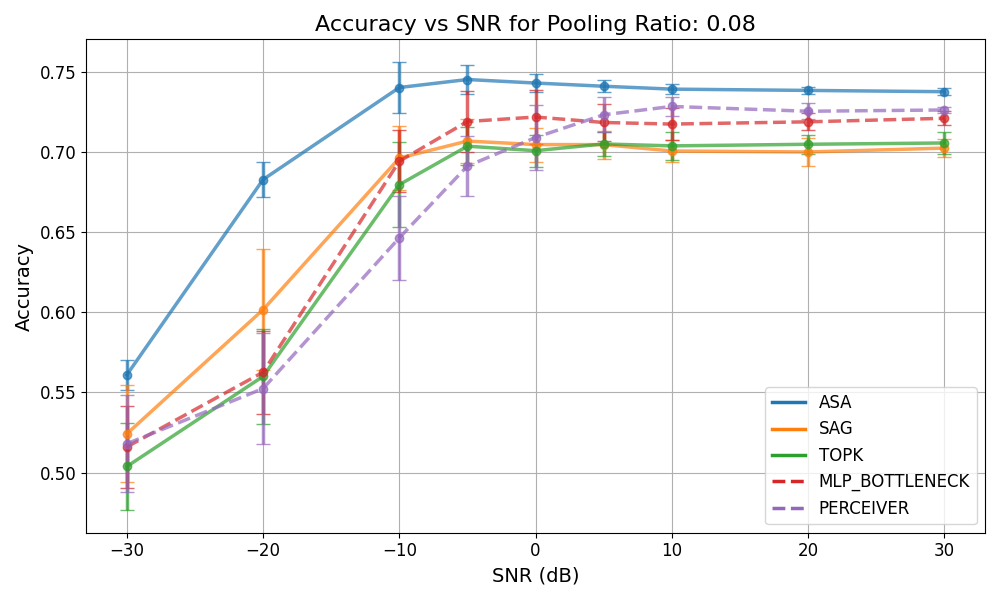 Accuracy vs SNR for Pooling Ratio: 0.08
0.75
0.70
0.65
0.60
0.55
0.50
Accuracy
−30
−20
−10
0
10
20
30
SNR (dB)
ASA
SAG
TOPK
MLP_BOTTLENECK
PERCEIVER